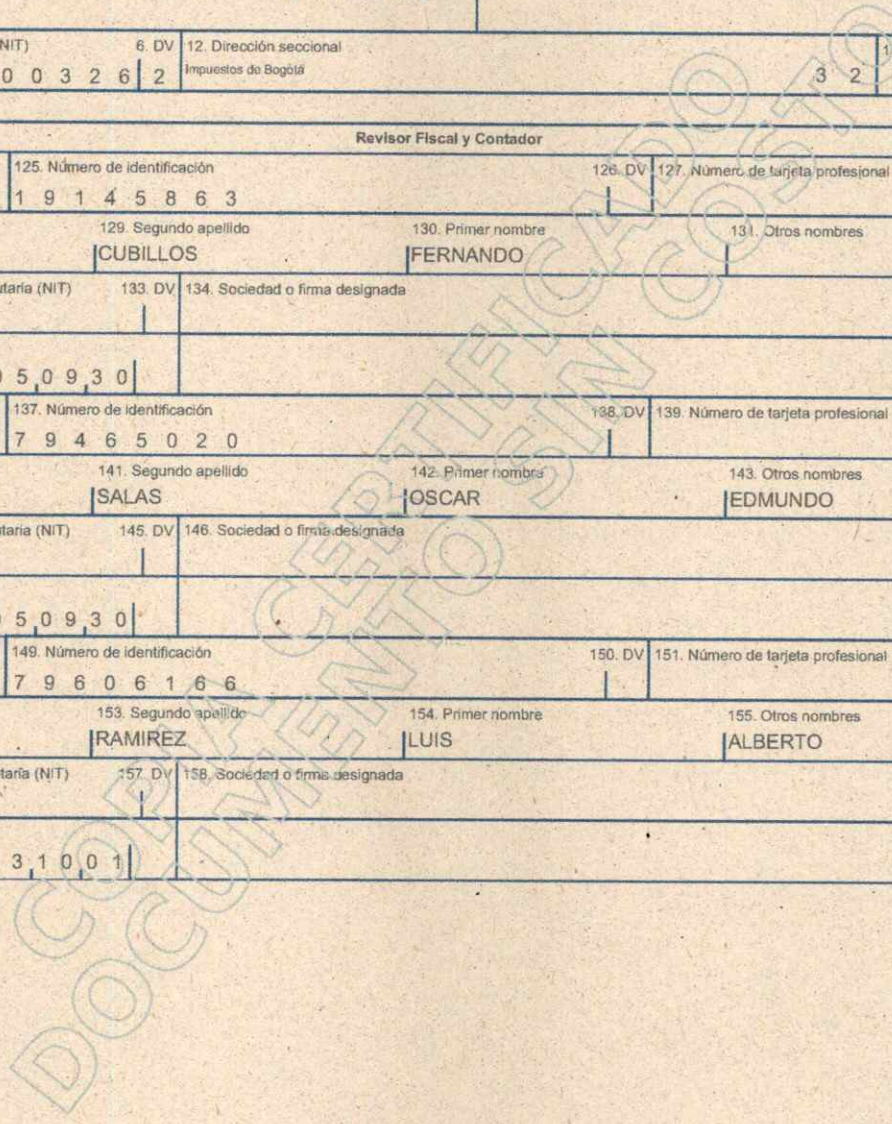 NIT) 6. DV 12. Dirección seccional
0 0 3 2 6 2 Impuestos de Bogotá 3 2
Revisor Fiscal y Contador
125. Número de identificación 126. DV 127. Número de tarjeta profesional
1 9 1 4 5 8 6 3
129. Segundo apellido 130. Primer nombre 131. Otros nombres
CUBILLOS FERNANDO
utaria (NIT) 133. DV 134. Sociedad o firma designada
5 0 9 3 0
137. Número de identificación 138. DV 139. Número de tarjeta profesional
7 9 4 6 5 0 2 0
141. Segundo apellido 142. Primer nombre 143. Otros nombres
SALAS OSCAR EDMUNDO
utaria (NIT) 145. DV 146. Sociedad o firma designada
5 0 9 3 0
149. Número de identificación 150. DV 151. Número de tarjeta profesional
7 9 6 0 6 1 6 6
153. Segundo apellido 154. Primer nombre 155. Otros nombres
RAMIREZ LUIS ALBERTO
taria (NIT) 157. DV 158. Sociedad o firma designada
3 1 0 0 1
COPIA CERTIFICADO
DOCUMENTO SIN COSTO